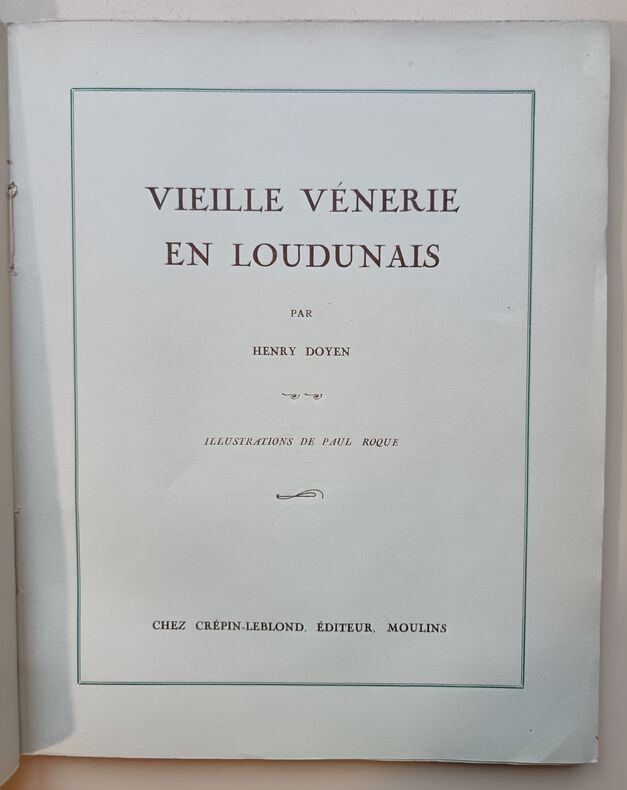 VIEILLE VÉNERIE
EN LOUDUNAIS
PAR
HENRY DOYEN
ILLUSTRATIONS DE PAUL ROQUE
CHEZ CRÉPIN-LEBLOND, ÉDITEUR, MOULINS